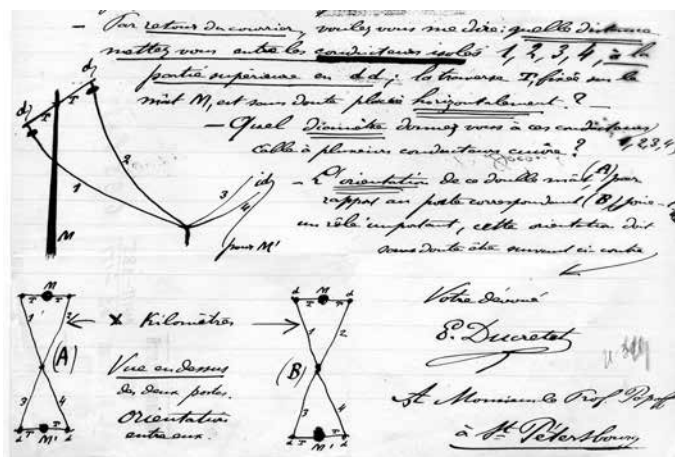 — Par retour du courrier, voulez vous me dire : quelle distance
mettez vous entre les conducteurs isolés 1, 2, 3, 4, à la
partie supérieure en dd, ; la traverse T, fixée sur le
mât M, est sans doute placée horizontalement ? —
— Quel diamètre donnez vous à ces conducteurs 1, 2, 3, 4,
câble à plusieurs conducteurs cuivre ?
— L'orientation de ce double mât (A) par
rapport au poste correspondant (B) joue
un rôle important, cette orientation doit
sans doute être suivant ci contre
d
T
T
d
1
2
3
4
id
M
pour M'
Votre dévoué
E. Ducretet
A Monsieur le Prof. Popoff
à St Pétersbourg
M
d T T d
1 2
(A)
3 4
d T M' d
X Kilomètres
Vue en dessus
des deux postes.
Orientation
entre eux.
M
d T T d
1 2
(B)
3 4
d T M' d